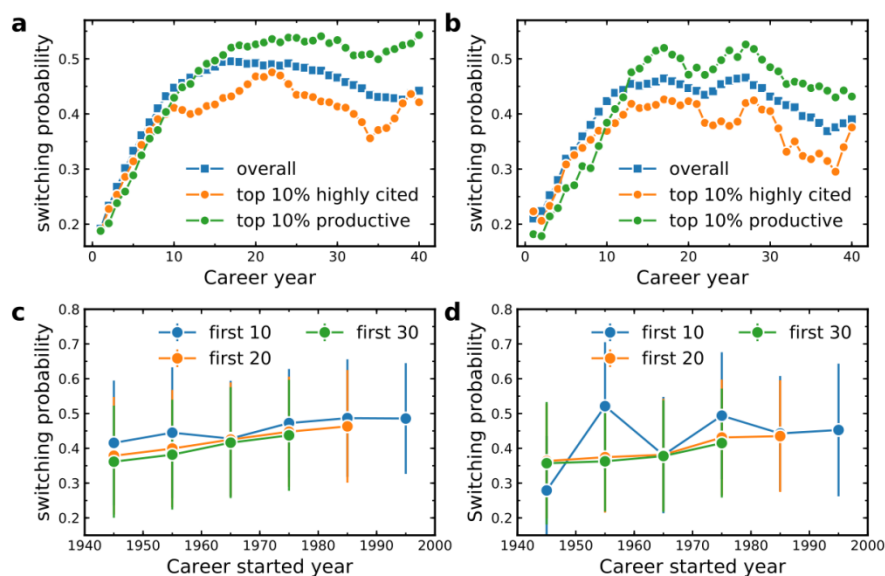 a
switching probability
0.5
0.4
0.3
0.2
overall
top 10% highly cited
top 10% productive
0 10 20 30 40
Career year
b
switching probability
0.5
0.4
0.3
0.2
overall
top 10% highly cited
top 10% productive
0 10 20 30 40
Career year
c
switching probability
0.8
0.7
0.6
0.5
0.4
0.3
0.2
first 10 first 30
first 20
1940 1950 1960 1970 1980 1990 2000
Career started year
d
Switching probability
0.8
0.7
0.6
0.5
0.4
0.3
0.2
first 10 first 30
first 20
1940 1950 1960 1970 1980 1990 2000
Career started year